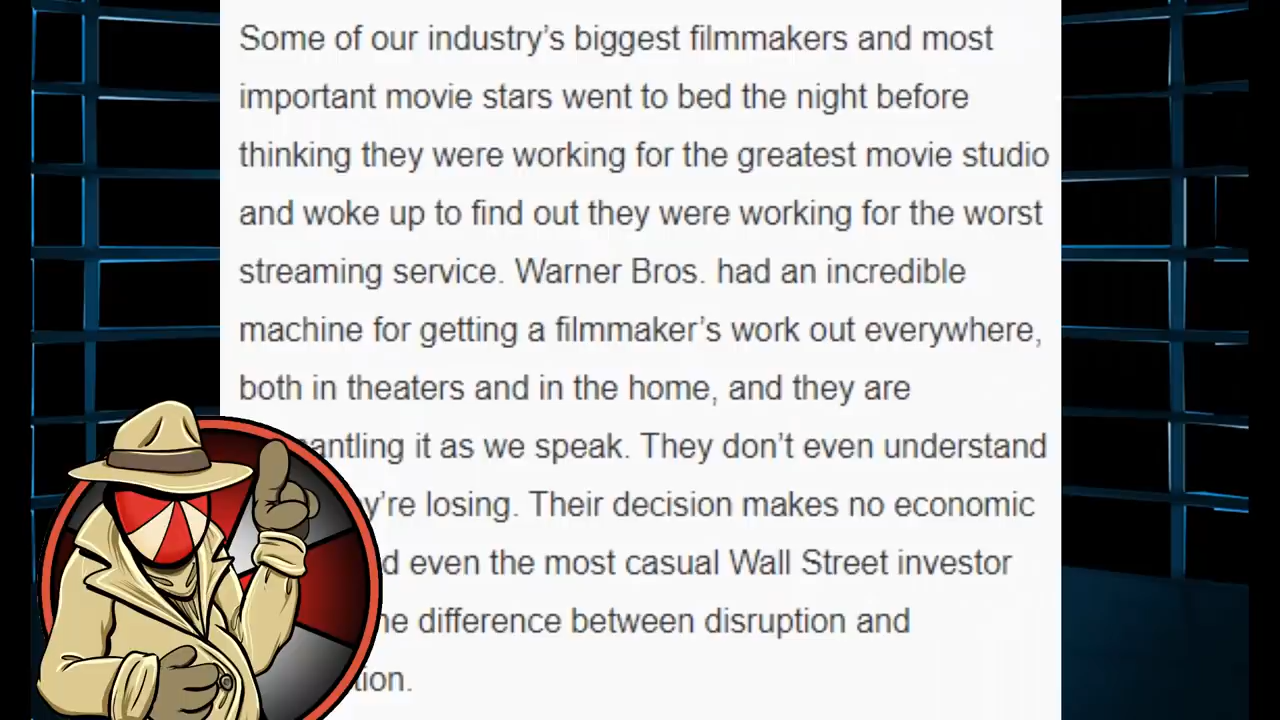 Some of our industry’s biggest filmmakers and most
important movie stars went to bed the night before
thinking they were working for the greatest movie studio
and woke up to find out they were working for the worst
streaming service. Warner Bros. had an incredible
machine for getting a filmmaker’s work out everywhere,
both in theaters and in the home, and they are
it as we speak. They don’t even understand
losing. Their decision makes no economic
even the most casual Wall Street investor
difference between disruption and